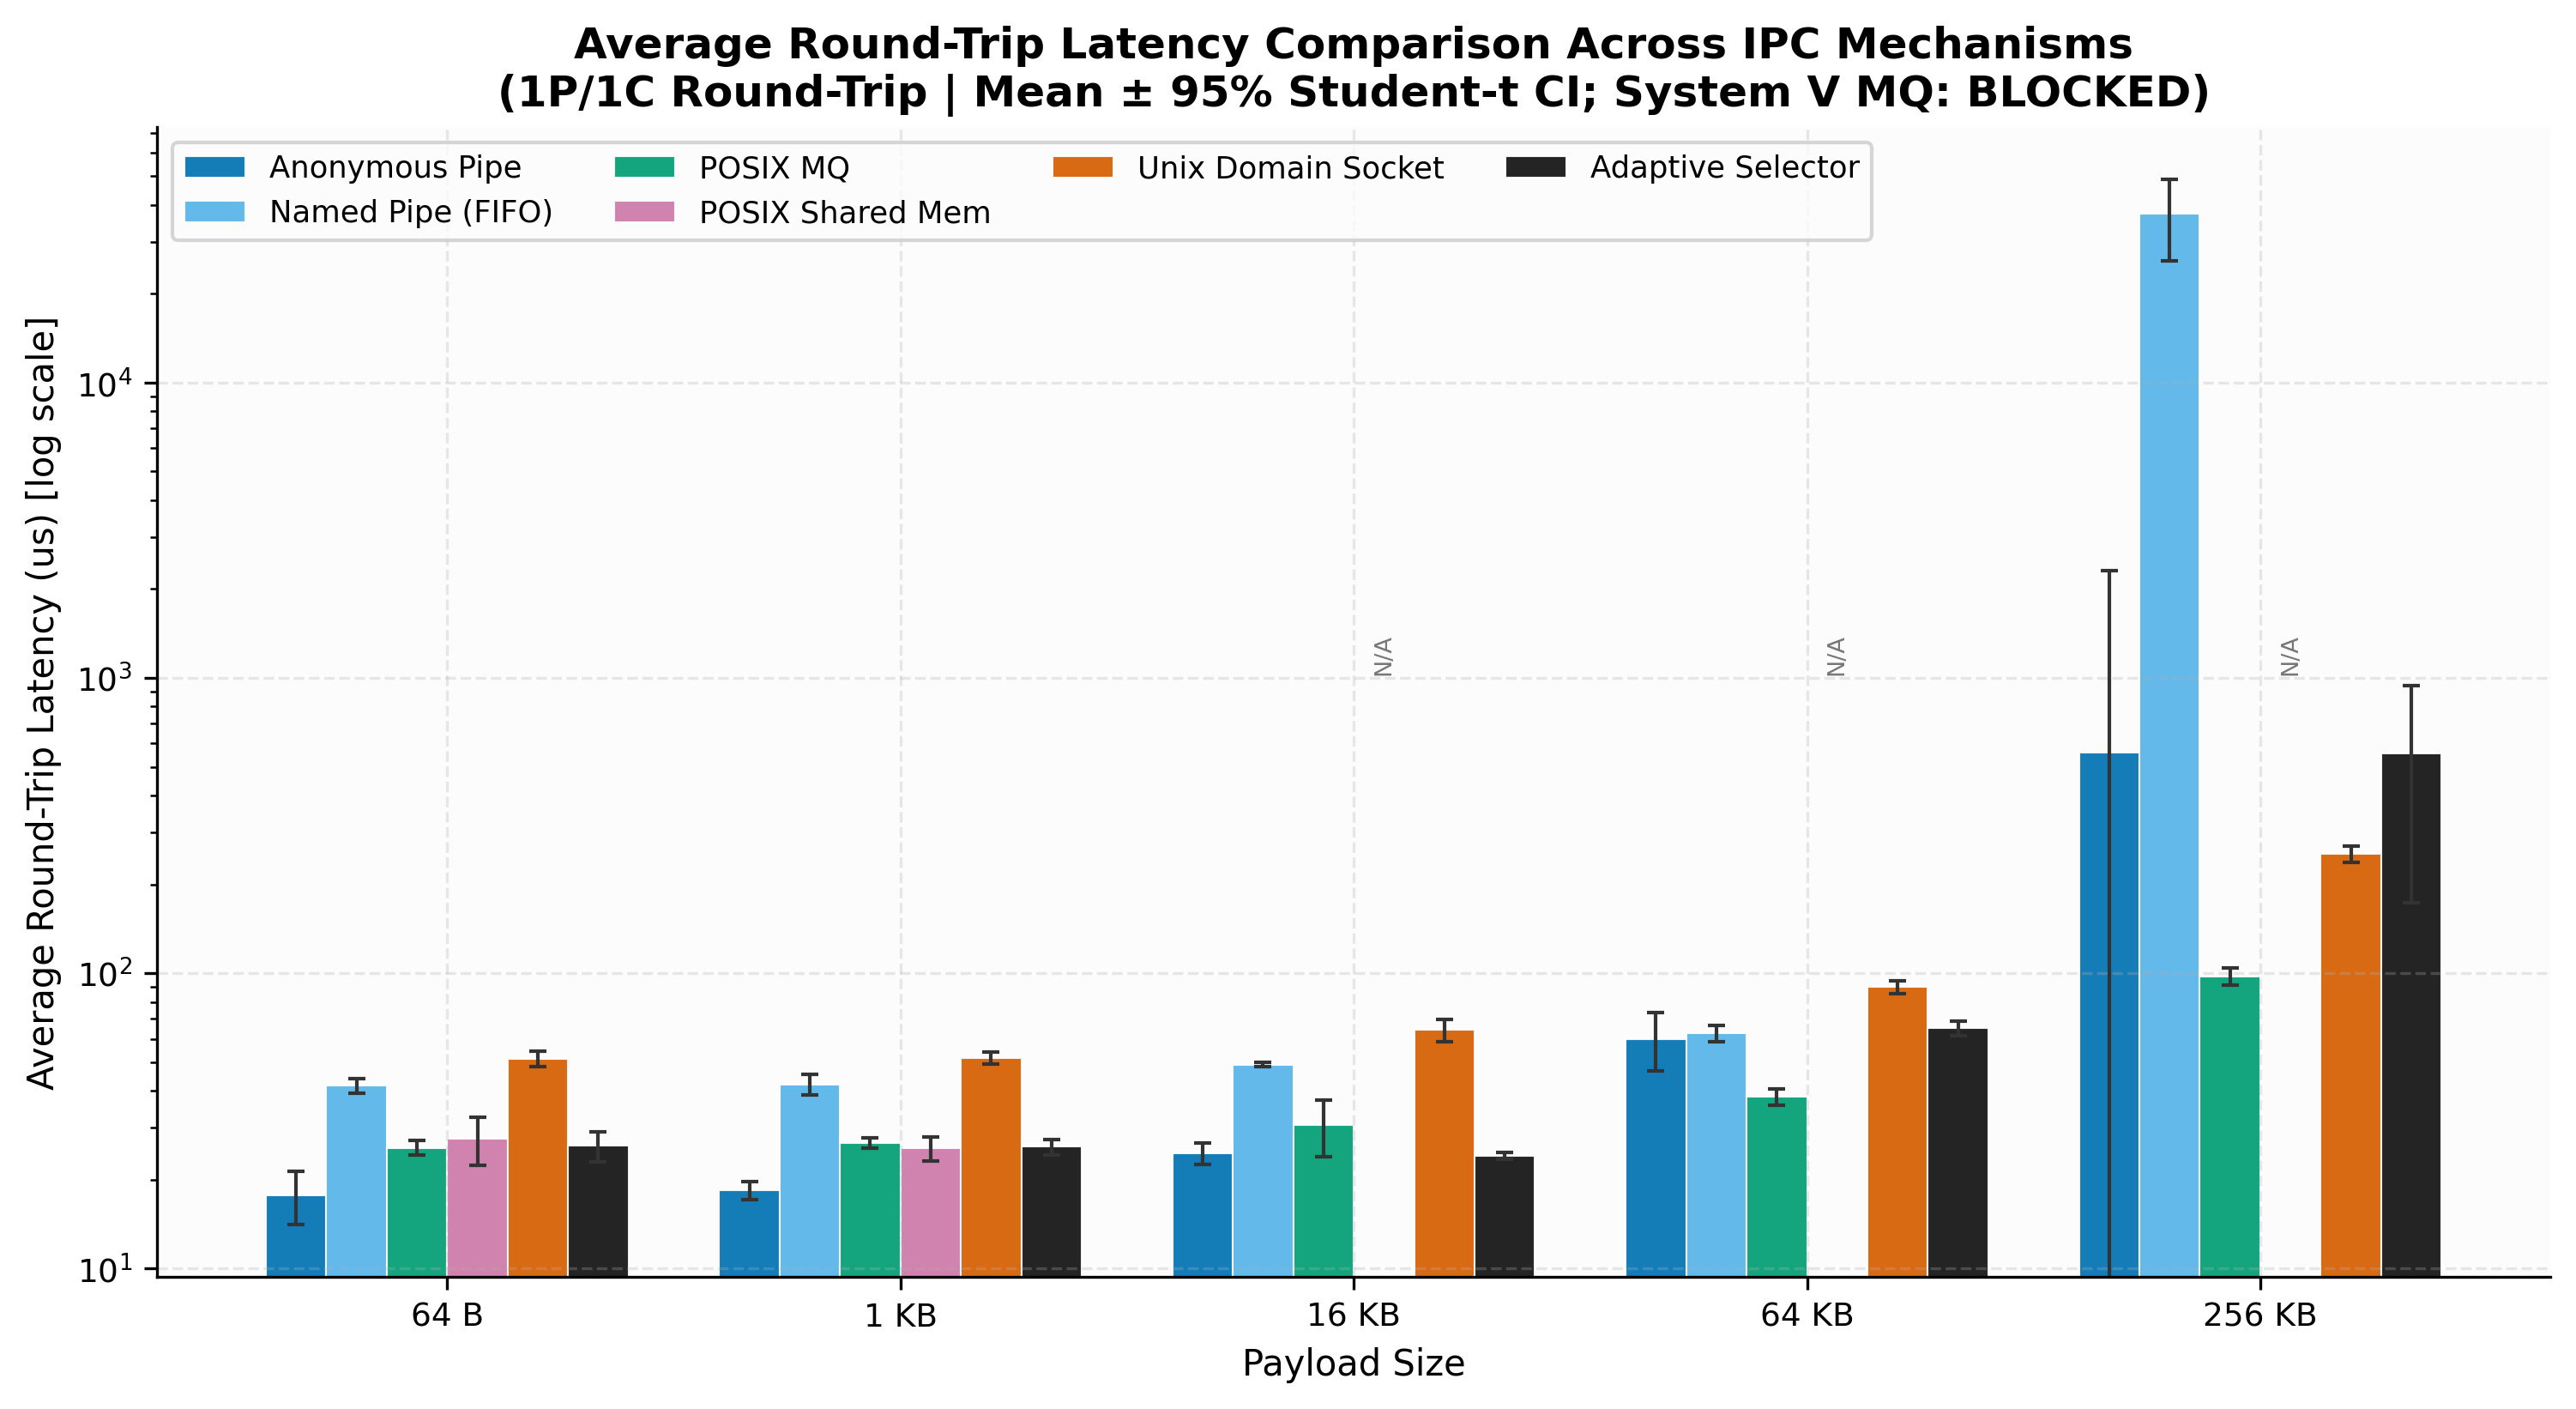 Average Round-Trip Latency Comparison Across IPC Mechanisms
(1P/1C Round-Trip | Mean ± 95% Student-t CI; System V MQ: BLOCKED)
Anonymous Pipe
Named Pipe (FIFO)
POSIX MQ
POSIX Shared Mem
Unix Domain Socket
Adaptive Selector
Average Round-Trip Latency (us) [log scale]
10⁴
10³
10²
10¹
N/A
N/A
N/A
64 B
1 KB
16 KB
64 KB
256 KB
Payload Size